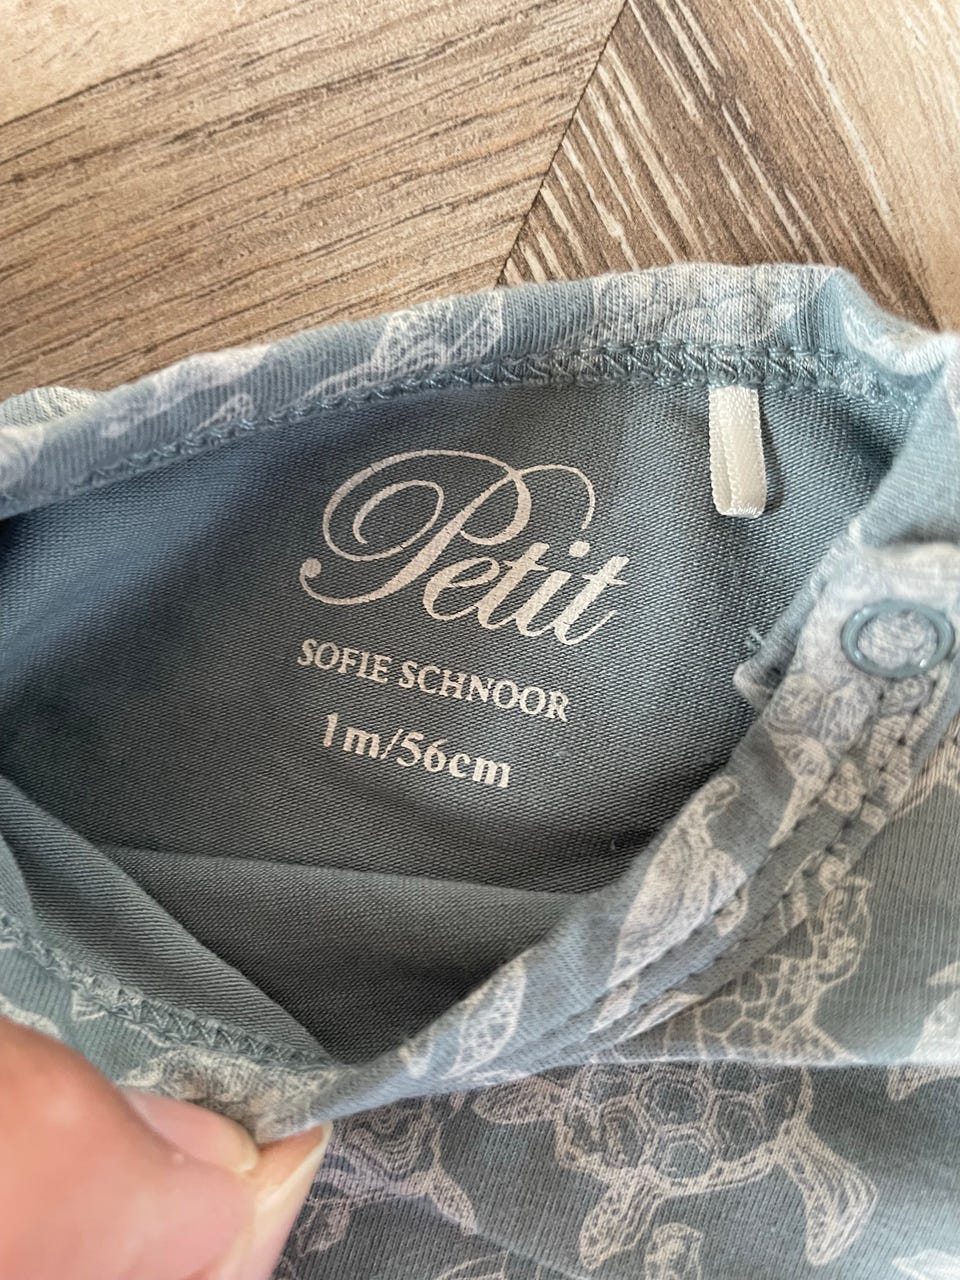 Petit
SOFIE SCHNOOR
1m/56cm